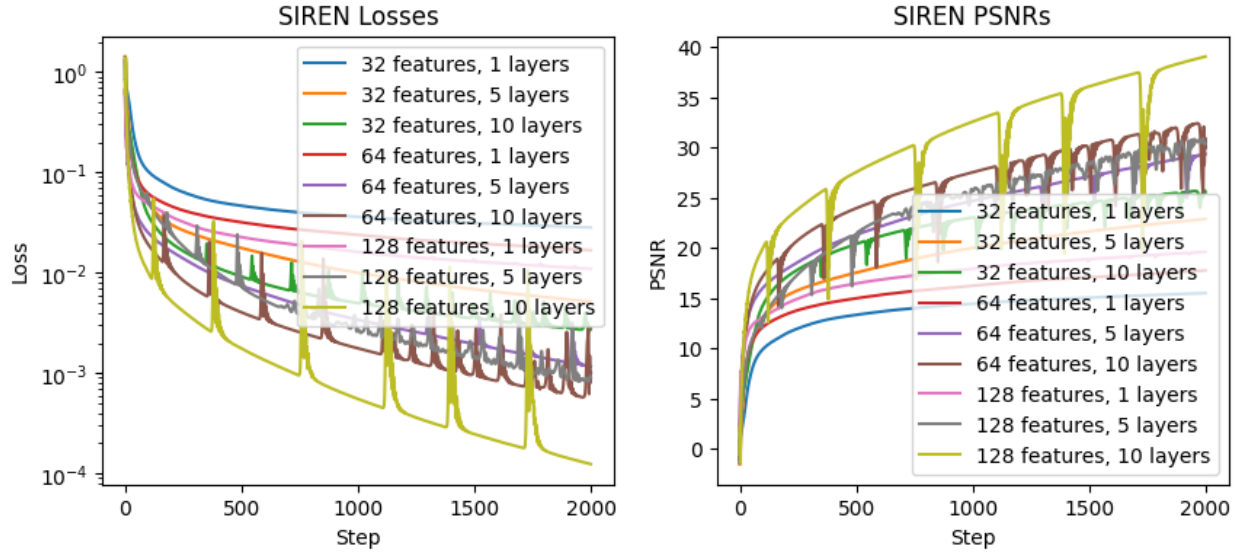 SIREN Losses
10⁰
10⁻¹
10⁻²
10⁻³
10⁻⁴
Loss
0
500
1000
1500
2000
Step
32 features, 1 layers
32 features, 5 layers
32 features, 10 layers
64 features, 1 layers
64 features, 5 layers
64 features, 10 layers
128 features, 1 layers
128 features, 5 layers
128 features, 10 layers
SIREN PSNRs
40
35
30
25
20
15
10
5
0
PSNR
0
500
1000
1500
2000
Step
32 features, 1 layers
32 features, 5 layers
32 features, 10 layers
64 features, 1 layers
64 features, 5 layers
64 features, 10 layers
128 features, 1 layers
128 features, 5 layers
128 features, 10 layers